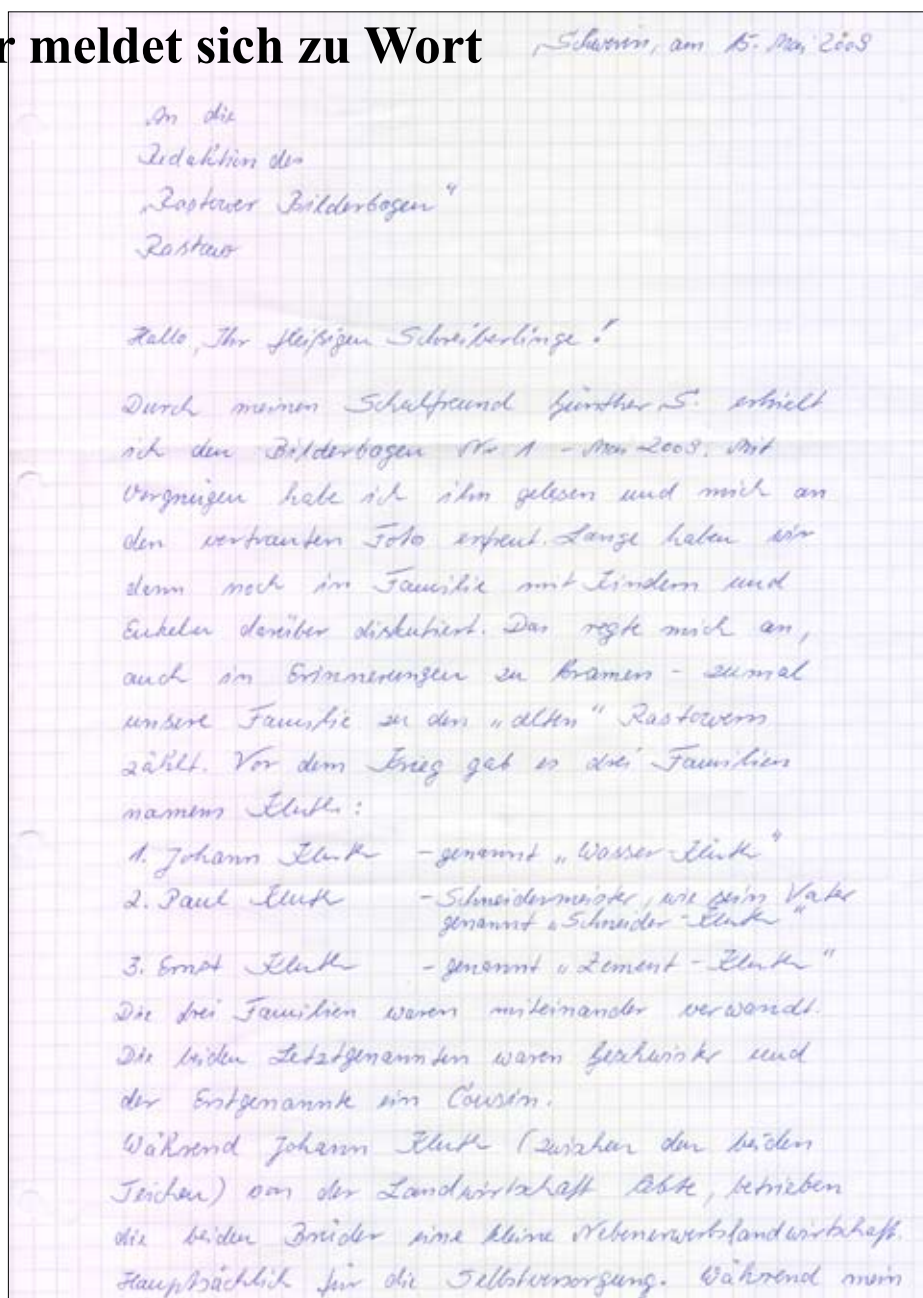 r meldet sich zu Wort
Schwerin, am 15. Mai 2009
An die
Redaktion des
„Rastower Bilderbogen"
Rastow
Hallo, Ihr fleißigen Schreiberlinge!
Durch meinen Schulfreund Günther S. erhielt
ich den Bilderbogen Nr 1 - Mai 2009. Mit
Vergnügen habe ich ihn gelesen und mich an
den vertrauten Foto erfreut. Lange haben wir
dann noch in Familie mit Kindern und
Enkeln darüber diskutiert. Das regte mich an,
auch in Erinnerungen zu kramen - zumal
unsere Familie zu den „alten" Rastowern
zählt. Vor dem Krieg gab es drei Familien
namens Kluth:
1. Johann Kluth - genannt „Wasser-Kluth"
2. Paul Kluth - Schneidermeister, wie sein Vater
genannt „Schneider-Kluth"
3. Ernst Kluth - genannt „Zement-Kluth"
Die drei Familien waren miteinander verwandt.
Die beiden Letztgenannten waren Geschwister und
der Erstgenannte ein Cousin.
Während Johann Kluth (zwischen den beiden
Teichen) von der Landwirtschaft lebte, betrieben
die beiden Brüder eine kleine Nebenerwerbslandwirtschaft.
Hauptsächlich für die Selbstversorgung. Während mein